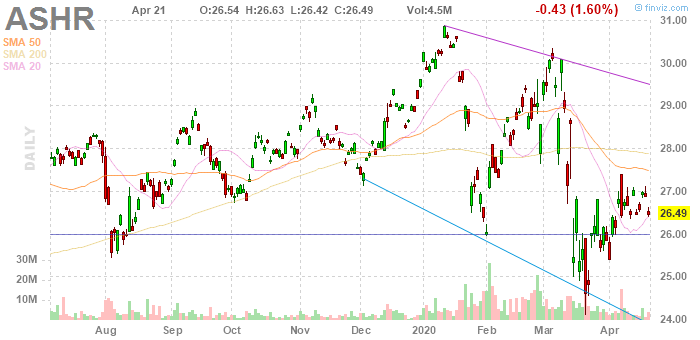 ASHR
Apr 21 O:26.54 H:26.63 L:26.42 C:26.49 Vol:4.5M -0.43 (1.60%)
© finviz.com
SMA 50
SMA 200
SMA 20
DAILY
31.00
30.00
29.00
28.00
27.00
26.49
26.00
25.00
24.00
30M
20M
10M
Aug Sep Oct Nov Dec 2020 Feb Mar Apr